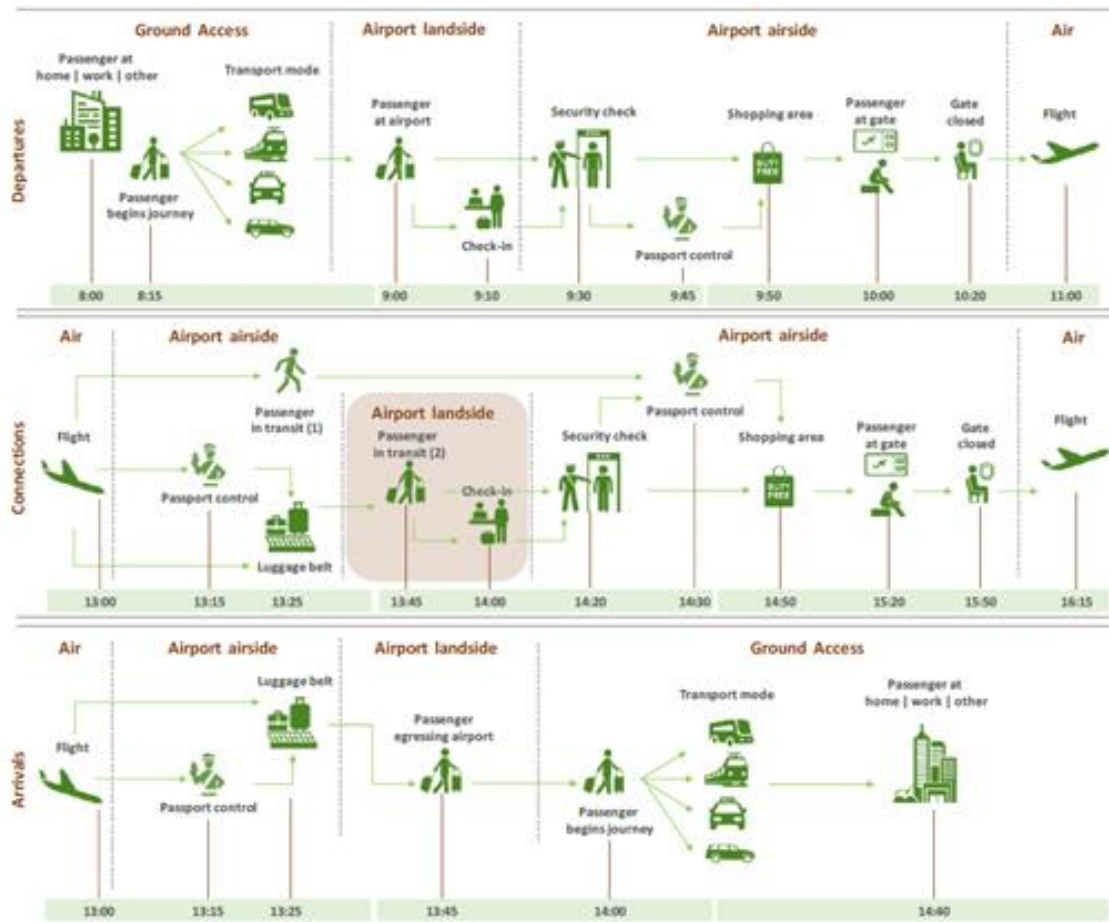 Ground Access
Airport landside
Airport airside
Air
Departures
Passenger at
home | work | other
Transport mode
Passenger
begins journey
Passenger
at airport
Check-in
Security check
Passport control
Shopping area
DUTY
FREE
Passenger
at gate
Gate
closed
Flight
8:00
8:15
9:00
9:10
9:30
9:45
9:50
10:00
10:20
11:00
Air
Airport airside
Airport airside
Air
Connections
Flight
Passenger
in transit (1)
Passport control
Luggage belt
Airport landside
Passenger
in transit (2)
Check-in
Security check
Passport control
Shopping area
DUTY
FREE
Passenger
at gate
Gate
closed
Flight
13:00
13:15
13:25
13:45
14:00
14:20
14:30
14:50
15:20
15:50
16:15
Air
Airport airside
Airport landside
Ground Access
Arrivals
Flight
Passport control
Luggage belt
Passenger
egressing airport
Passenger
begins journey
Transport mode
Passenger at
home | work | other
13:00
13:15
13:25
13:45
14:00
14:40